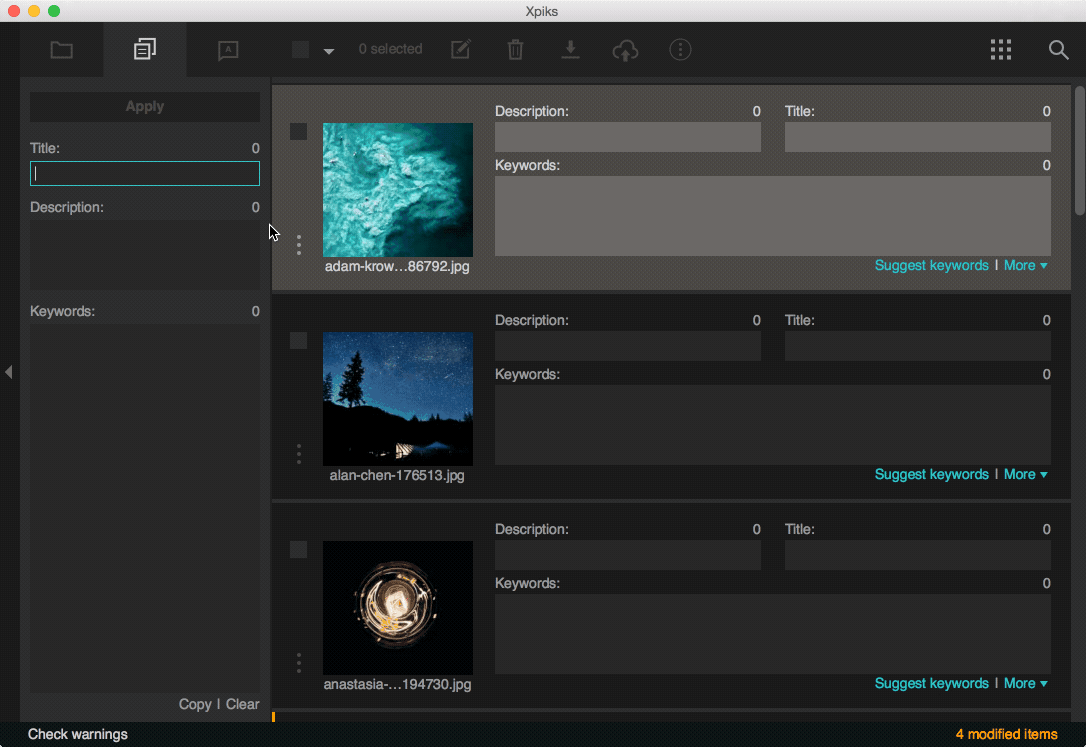 Xpiks
A
0 selected
Apply
Title: 0
Description: 0
Keywords: 0
Copy | Clear
Description: 0
Title: 0
Keywords: 0
adam-krow...86792.jpg
Suggest keywords | More
Description: 0
Title: 0
Keywords: 0
alan-chen-176513.jpg
Suggest keywords | More
Description: 0
Title: 0
Keywords: 0
anastasia-...194730.jpg
Suggest keywords | More
Check warnings
4 modified items